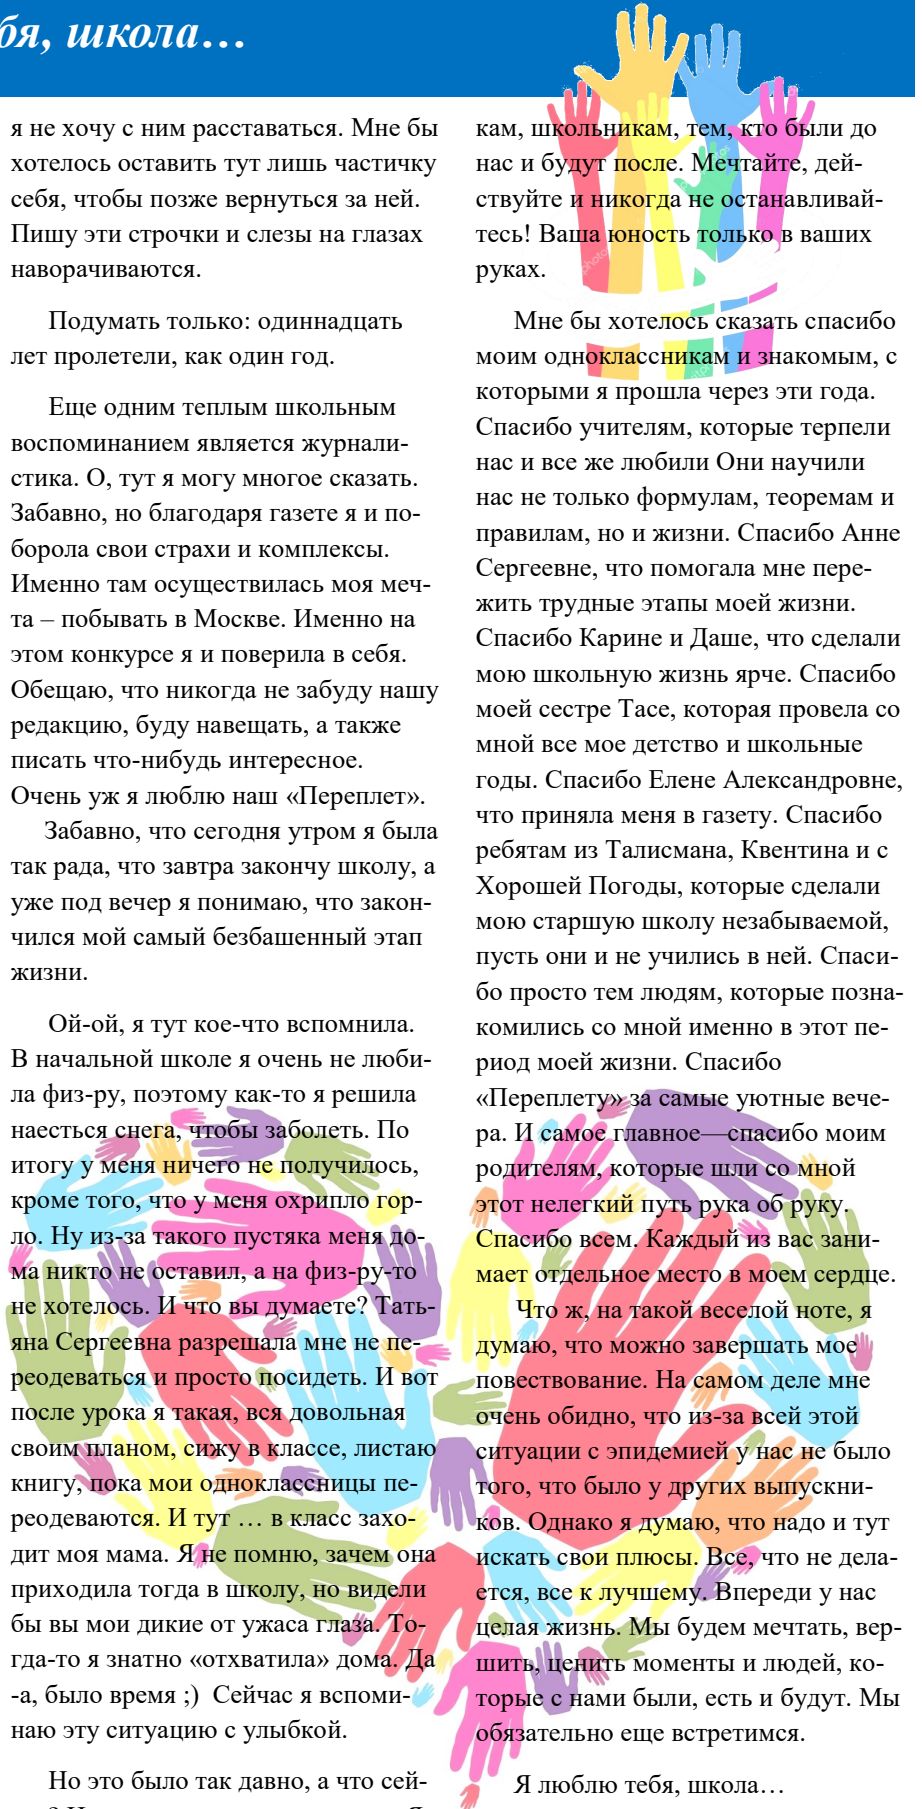 бя, школа…
я не хочу с ним расставаться. Мне бы
хотелось оставить тут лишь частичку
себя, чтобы позже вернуться за ней.
Пишу эти строчки и слезы на глазах
наворачиваются.
Подумать только: одиннадцать
лет пролетели, как один год.
Еще одним теплым школьным
воспоминанием является журнали-
стика. О, тут я могу многое сказать.
Забавно, но благодаря газете я и по-
борола свои страхи и комплексы.
Именно там осуществилась моя меч-
та – побывать в Москве. Именно на
этом конкурсе я и поверила в себя.
Обещаю, что никогда не забуду нашу
редакцию, буду навещать, а также
писать что-нибудь интересное.
Очень уж я люблю наш «Переплет».
Забавно, что сегодня утром я была
так рада, что завтра закончу школу, а
уже под вечер я понимаю, что закон-
чился мой самый безбашенный этап
жизни.
Ой-ой, я тут кое-что вспомнила.
В начальной школе я очень не люби-
ла физ-ру, поэтому как-то я решила
наесться снега, чтобы заболеть. По
итогу у меня ничего не получилось,
кроме того, что у меня охрипло гор-
ло. Ну из-за такого пустяка меня до-
ма никто не оставил, а на физ-ру-то
не хотелось. И что вы думаете? Тать-
яна Сергеевна разрешала мне не пе-
реодеваться и просто посидеть. И вот
после урока я такая, вся довольная
своим планом, сижу в классе, листаю
книгу, пока мои одноклассницы пе-
реодеваются. И тут … в класс захо-
дит моя мама. Я не помню, зачем она
приходила тогда в школу, но видели
бы вы мои дикие от ужаса глаза. То-
гда-то я знатно «отхватила» дома. Да
-а, было время ;)  Сейчас я вспоми-
наю эту ситуацию с улыбкой.
Но это было так давно, а что сей-
кам, школьникам, тем, кто были до
нас и будут после. Мечтайте, дей-
ствуйте и никогда не останавливай-
тесь! Ваша юность только в ваших
руках.
Мне бы хотелось сказать спасибо
моим одноклассникам и знакомым, с
которыми я прошла через эти года.
Спасибо учителям, которые терпели
нас и все же любили Они научили
нас не только формулам, теоремам и
правилам, но и жизни. Спасибо Анне
Сергеевне, что помогала мне пере-
жить трудные этапы моей жизни.
Спасибо Карине и Даше, что сделали
мою школьную жизнь ярче. Спасибо
моей сестре Тасе, которая провела со
мной все мое детство и школьные
годы. Спасибо Елене Александровне,
что приняла меня в газету. Спасибо
ребятам из Талисмана, Квентина и с
Хорошей Погоды, которые сделали
мою старшую школу незабываемой,
пусть они и не учились в ней. Спаси-
бо просто тем людям, которые позна-
комились со мной именно в этот пе-
риод моей жизни. Спасибо
«Переплету» за самые уютные вече-
ра. И самое главное—спасибо моим
родителям, которые шли со мной
этот нелегкий путь рука об руку.
Спасибо всем. Каждый из вас зани-
мает отдельное место в моем сердце.
Что ж, на такой веселой ноте, я
думаю, что можно завершать мое
повествование. На самом деле мне
очень обидно, что из-за всей этой
ситуации с эпидемией у нас не было
того, что было у других выпускни-
ков. Однако я думаю, что надо и тут
искать свои плюсы. Все, что не дела-
ется, все к лучшему. Впереди у нас
целая жизнь. Мы будем мечтать, вер-
шить, ценить моменты и людей, ко-
торые с нами были, есть и будут. Мы
обязательно еще встретимся.
Я люблю тебя, школа…